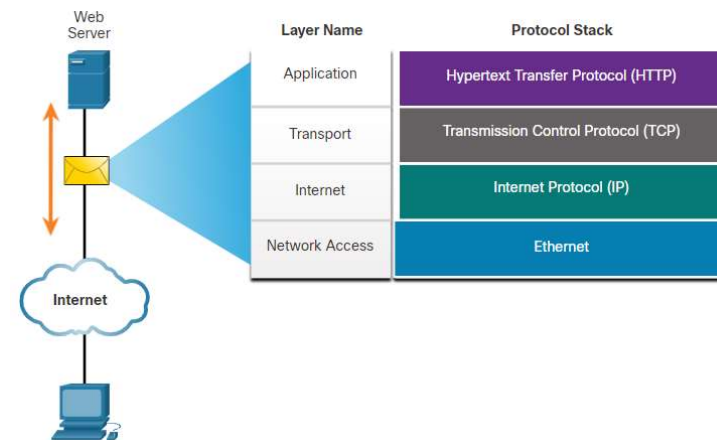 Web
Server
Layer Name
Protocol Stack
Application
Hypertext Transfer Protocol (HTTP)
Transport
Transmission Control Protocol (TCP)
Internet
Internet Protocol (IP)
Network Access
Ethernet
Internet